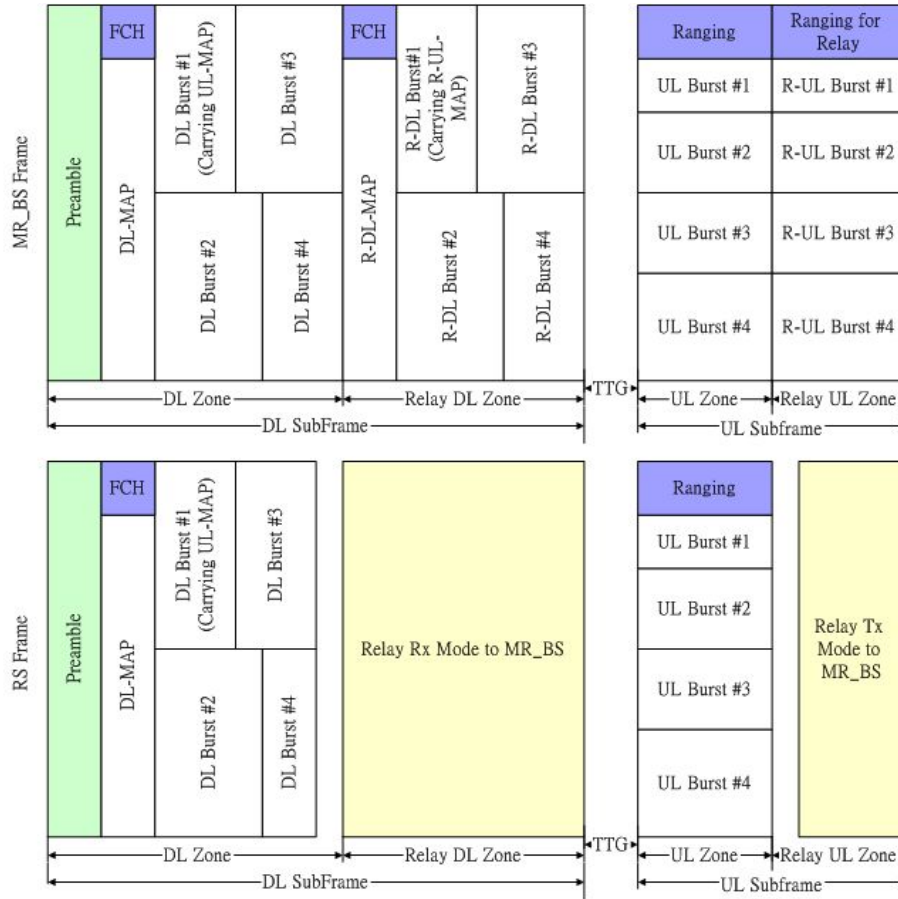 MR_BS Frame
Preamble
FCH
DL-MAP
DL Burst #1
(Carrying UL-MAP)
DL Burst #3
DL Burst #2
DL Burst #4
FCH
R-DL-MAP
R-DL Burst#1
(Carrying R-UL-
MAP)
R-DL Burst #3
R-DL Burst #2
R-DL Burst #4
Ranging
Ranging for
Relay
UL Burst #1
R-UL Burst #1
UL Burst #2
R-UL Burst #2
UL Burst #3
R-UL Burst #3
UL Burst #4
R-UL Burst #4
DL Zone
Relay DL Zone
TTG
UL Zone
Relay UL Zone
DL SubFrame
UL Subframe
RS Frame
Preamble
FCH
DL-MAP
DL Burst #1
(Carrying UL-MAP)
DL Burst #3
DL Burst #2
DL Burst #4
Relay Rx Mode to MR_BS
Ranging
UL Burst #1
UL Burst #2
UL Burst #3
UL Burst #4
Relay Tx
Mode to
MR_BS
DL Zone
Relay DL Zone
TTG
UL Zone
Relay UL Zone
DL SubFrame
UL Subframe